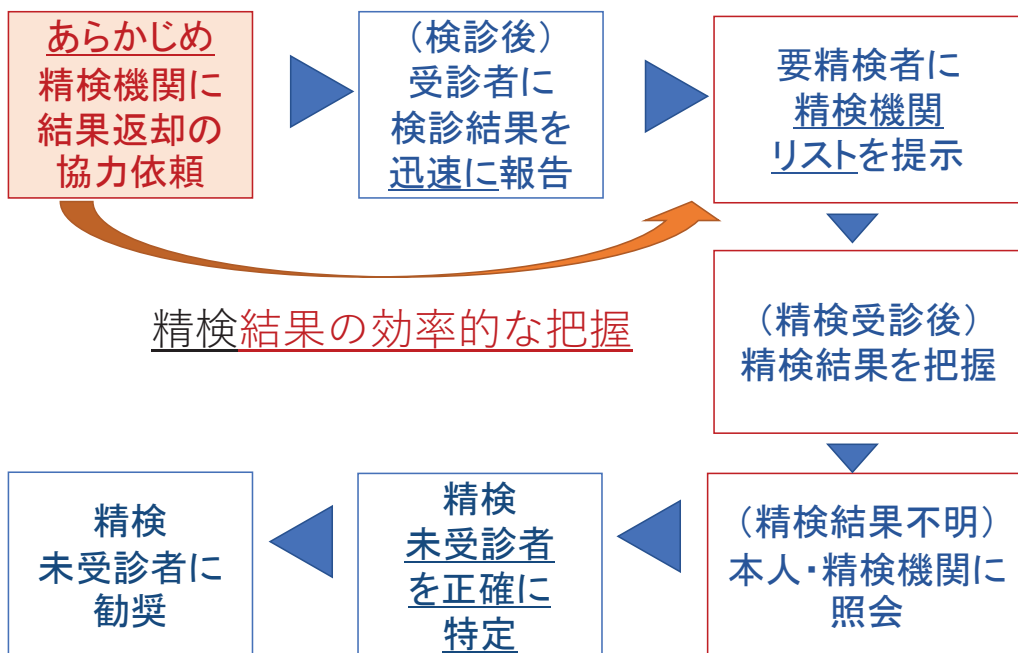 あらかじめ
精検機関に
結果返却の
協力依頼
（検診後）
受診者に
検診結果を
迅速に報告
要精検者に
精検機関
リストを提示
精検結果の効率的な把握
（精検受診後）
精検結果を把握
（精検結果不明）
本人・精検機関に
照会
精検
未受診者
を正確に
特定
精検
未受診者に
勧奨